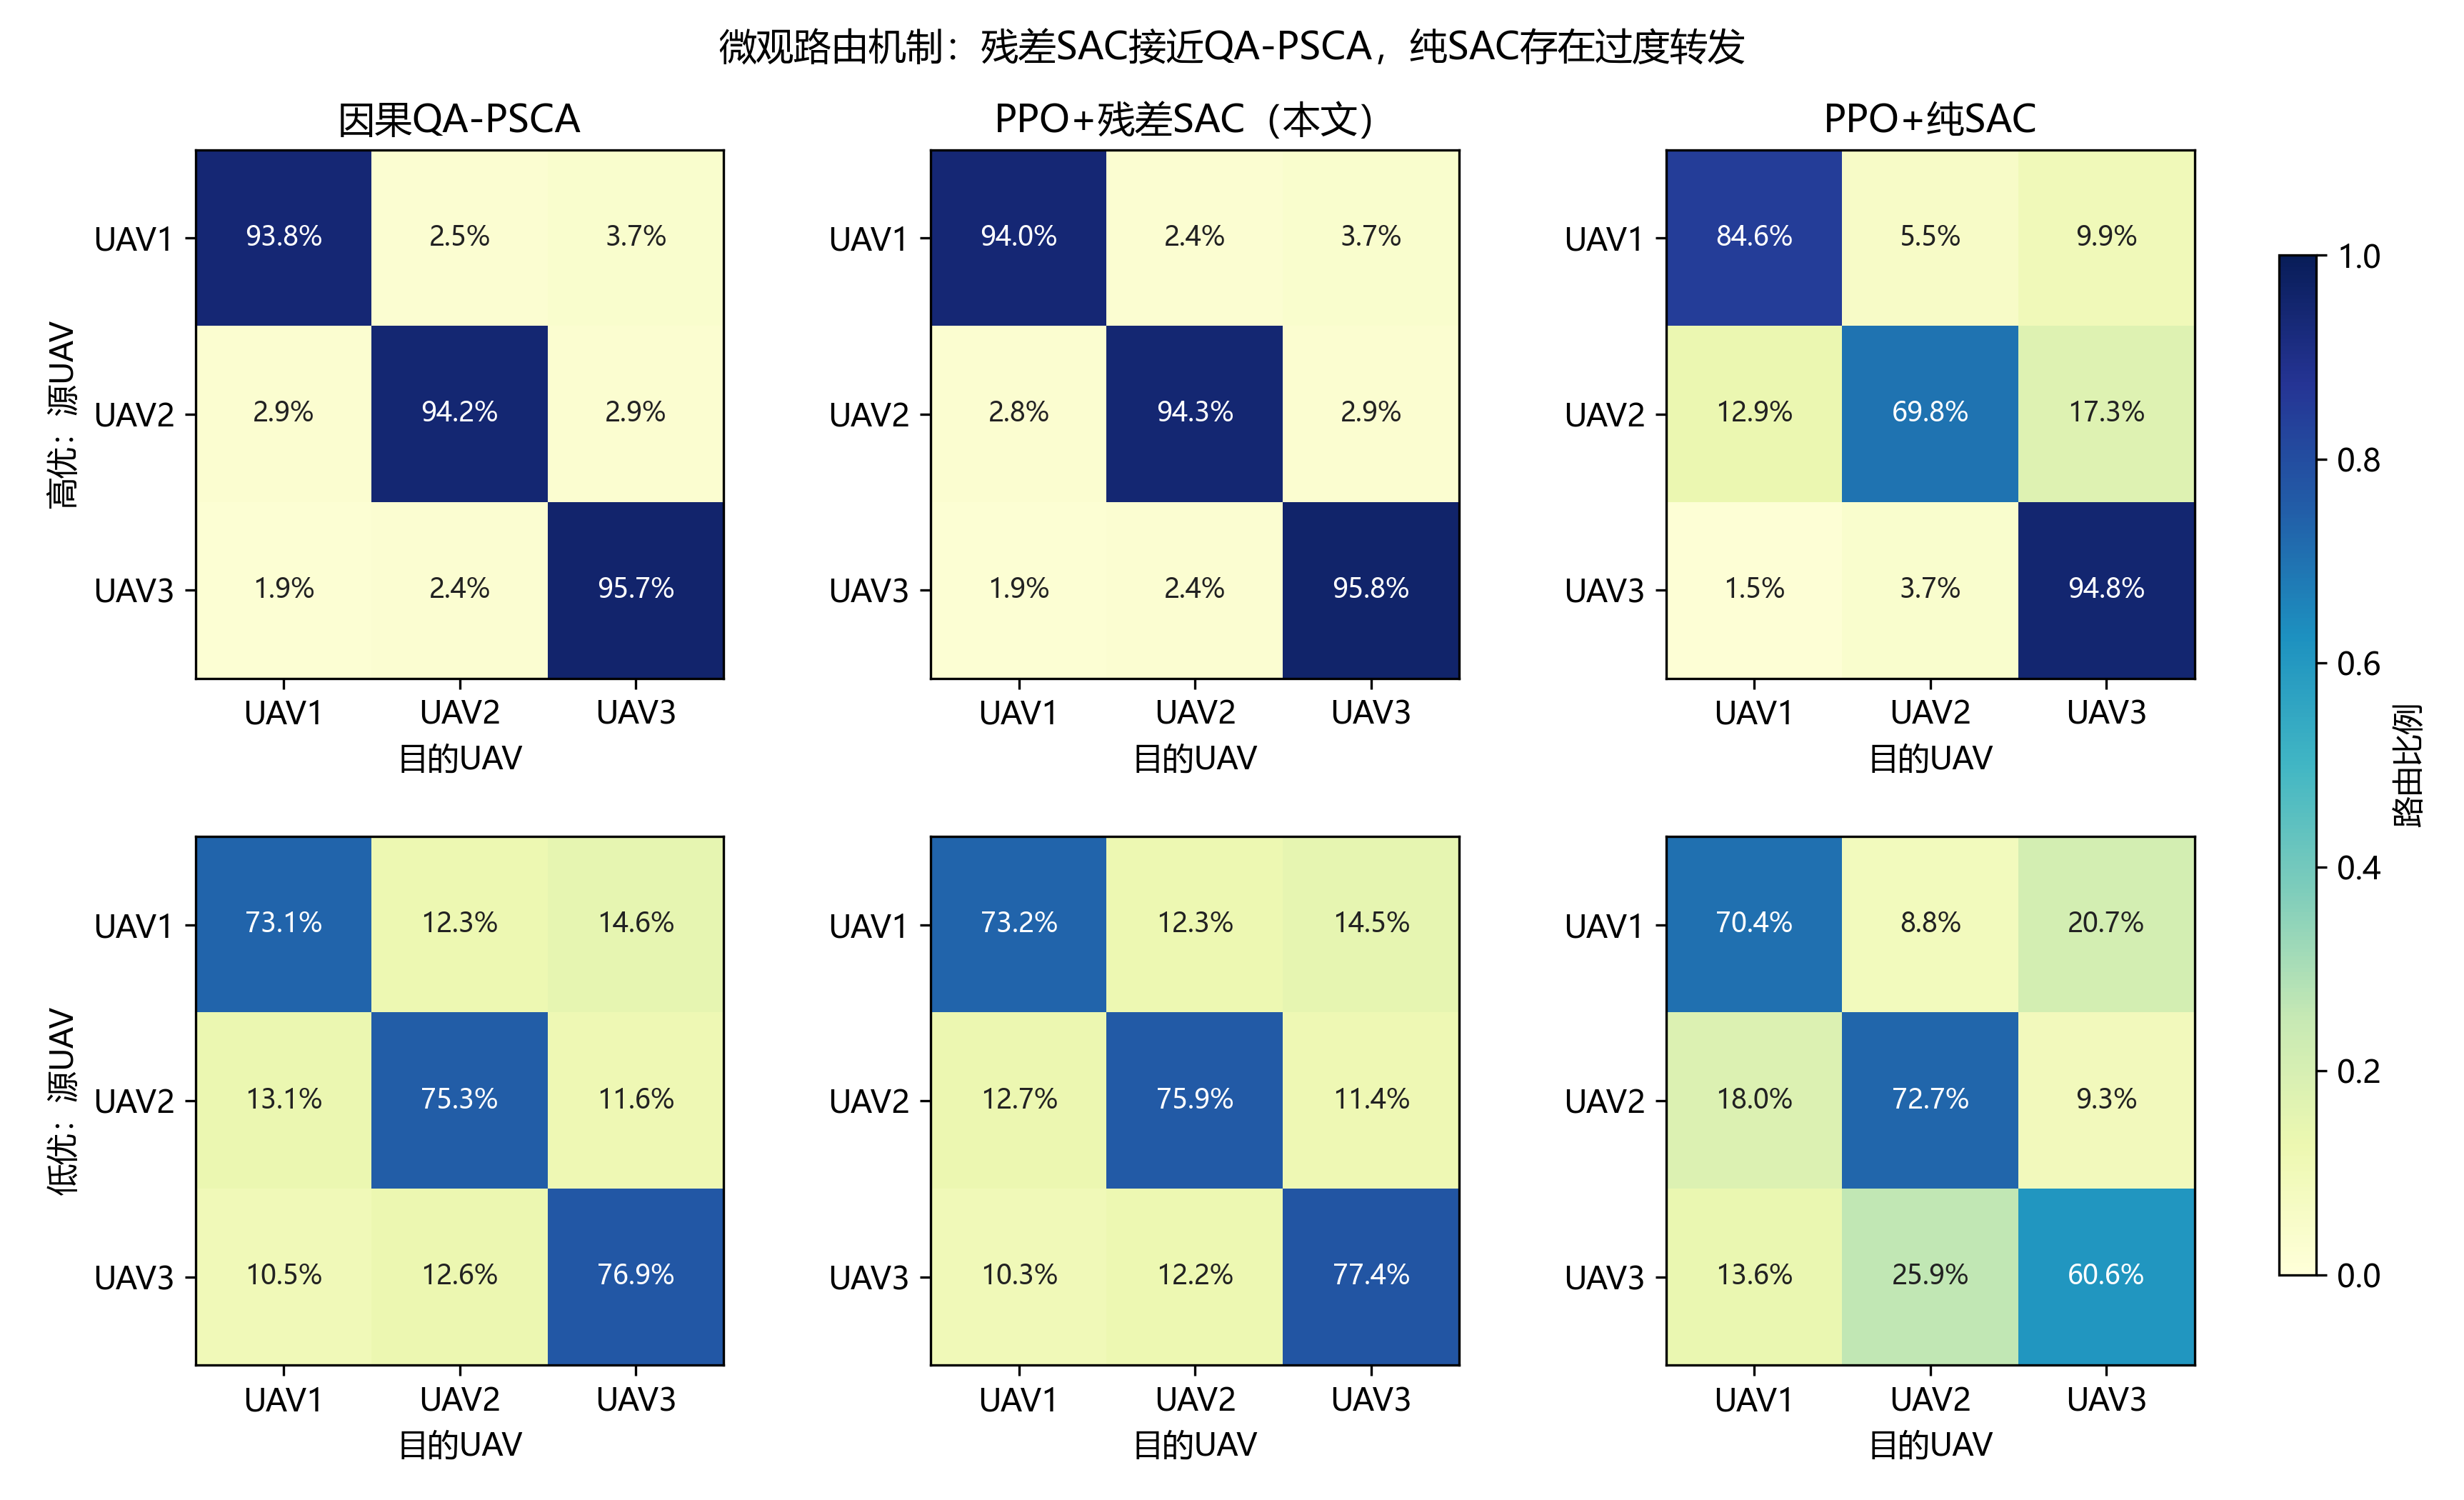 微观路由机制：残差SAC接近QA-PSCA，纯SAC存在过度转发
因果QA-PSCA
PPO+残差SAC（本文）
PPO+纯SAC
高优：源UAV
UAV1 93.8% 2.5% 3.7%
UAV2 2.9% 94.2% 2.9%
UAV3 1.9% 2.4% 95.7%
UAV1 UAV2 UAV3
目的UAV
UAV1 94.0% 2.4% 3.7%
UAV2 2.8% 94.3% 2.9%
UAV3 1.9% 2.4% 95.8%
UAV1 UAV2 UAV3
目的UAV
UAV1 84.6% 5.5% 9.9%
UAV2 12.9% 69.8% 17.3%
UAV3 1.5% 3.7% 94.8%
UAV1 UAV2 UAV3
目的UAV
低优：源UAV
UAV1 73.1% 12.3% 14.6%
UAV2 13.1% 75.3% 11.6%
UAV3 10.5% 12.6% 76.9%
UAV1 UAV2 UAV3
目的UAV
UAV1 73.2% 12.3% 14.5%
UAV2 12.7% 75.9% 11.4%
UAV3 10.3% 12.2% 77.4%
UAV1 UAV2 UAV3
目的UAV
UAV1 70.4% 8.8% 20.7%
UAV2 18.0% 72.7% 9.3%
UAV3 13.6% 25.9% 60.6%
UAV1 UAV2 UAV3
目的UAV
1.0
0.8
0.6
0.4
0.2
0.0
路由比例